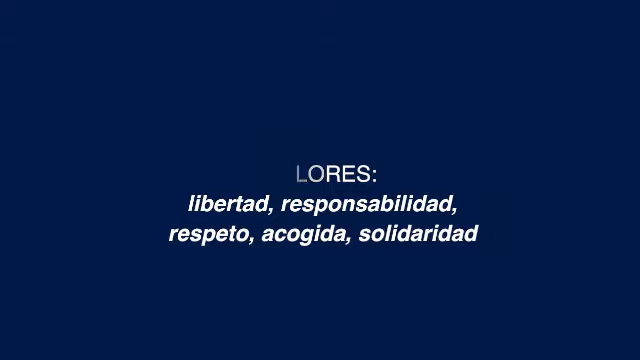 LORES:
libertad, responsabilidad,
respeto, acogida, solidaridad